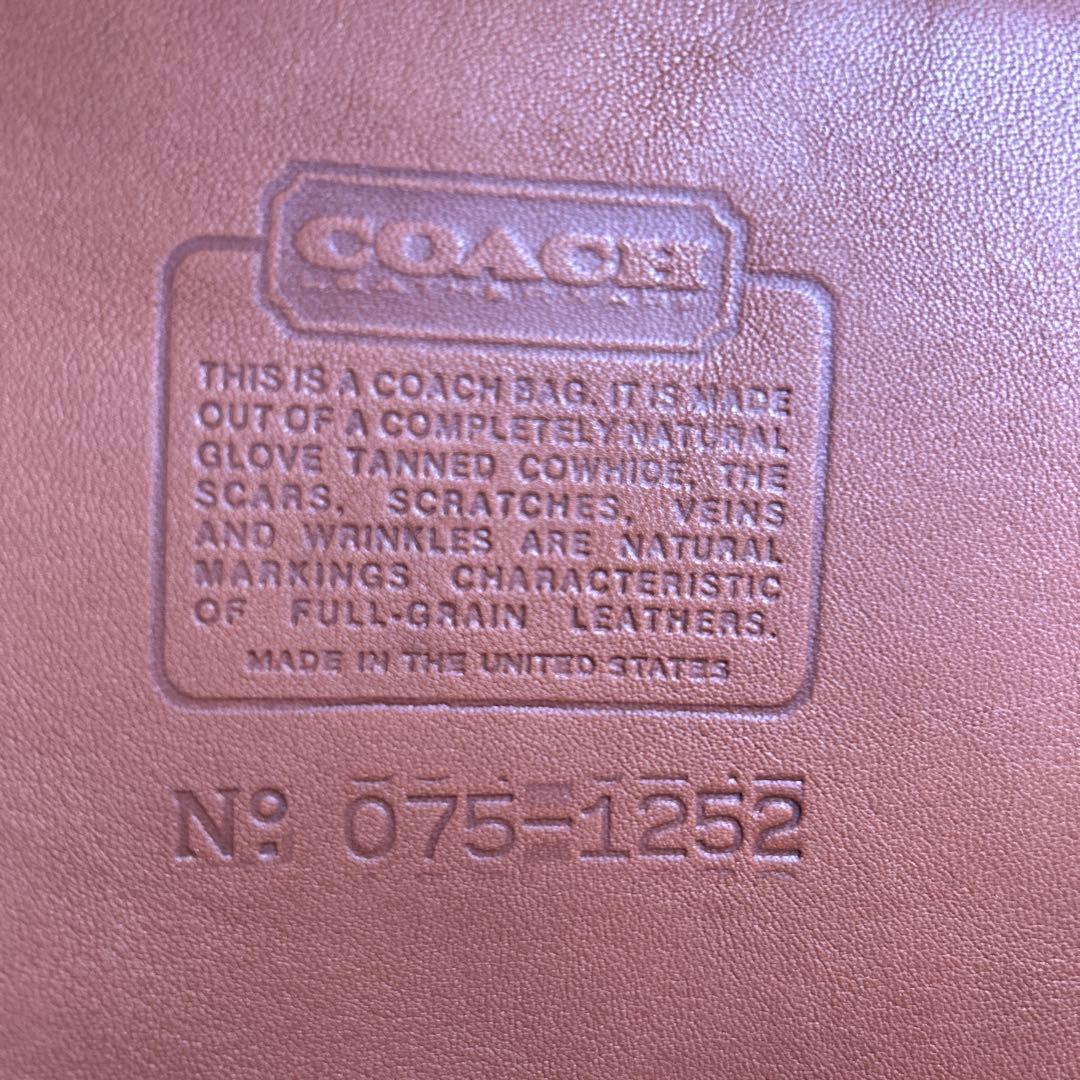 COACH
LEATHERWARE
THIS IS A COACH BAG. IT IS MADE
OUT OF A COMPLETELY NATURAL
GLOVE TANNED COWHIDE, THE
SCARS, SCRATCHES, VEINS
AND WRINKLES ARE NATURAL
MARKINGS CHARACTERISTIC
OF FULL-GRAIN LEATHERS.
MADE IN THE UNITED STATES
No. 075-1252